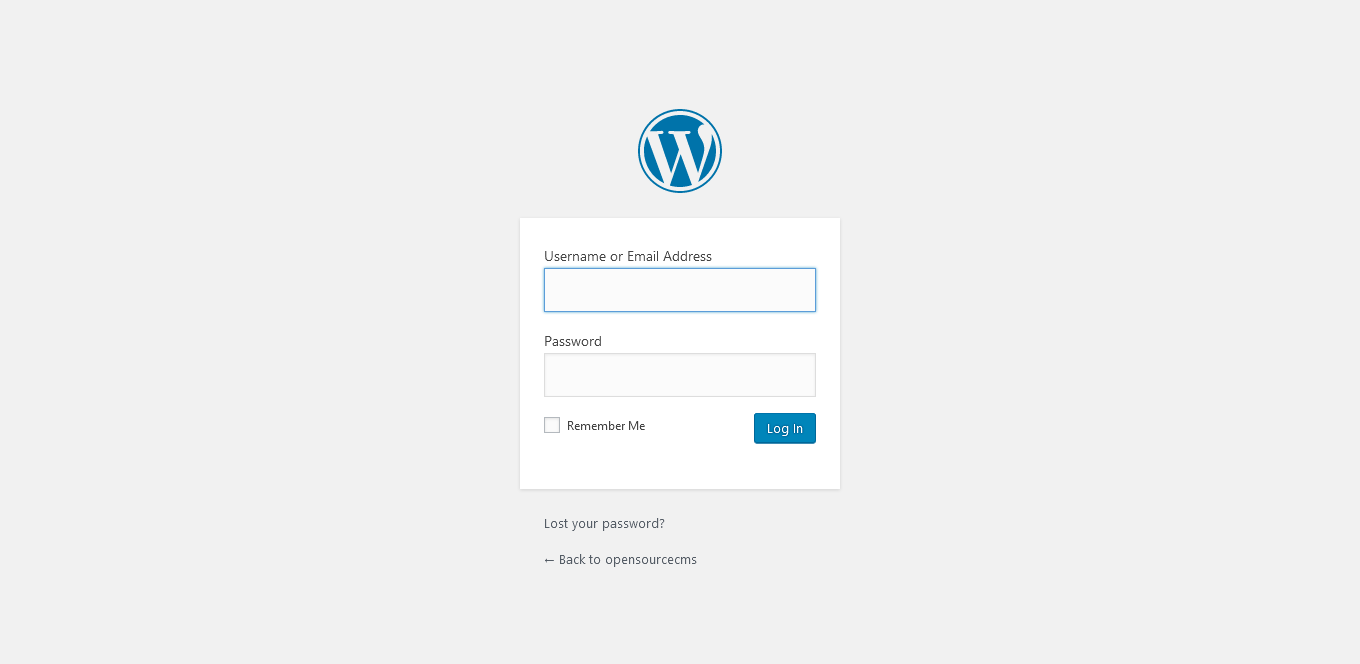 Username or Email Address
Password
Remember Me
Log In
Lost your password?
← Back to opensourcecms